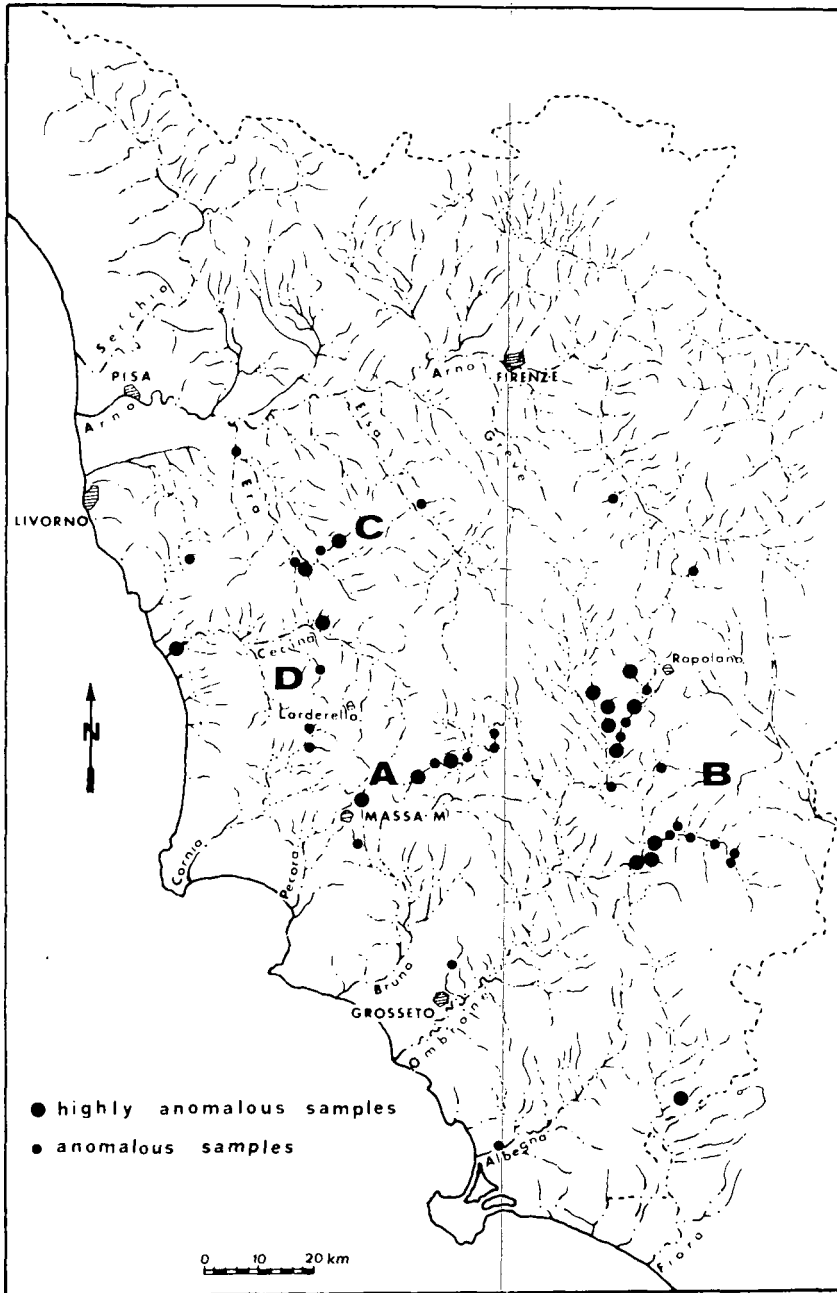 Serchio
PISA
Arno
Arno
FIRENZE
Elsa
Greve
Era
LIVORNO
C
Cecina
Rapolano
D
Larderello
N
A
B
MASSA M
Cornia
Pecora
Bruna
GROSSETO
Ombrone
● highly anomalous samples
● anomalous samples
Albegna
Fiora
0 10 20 km